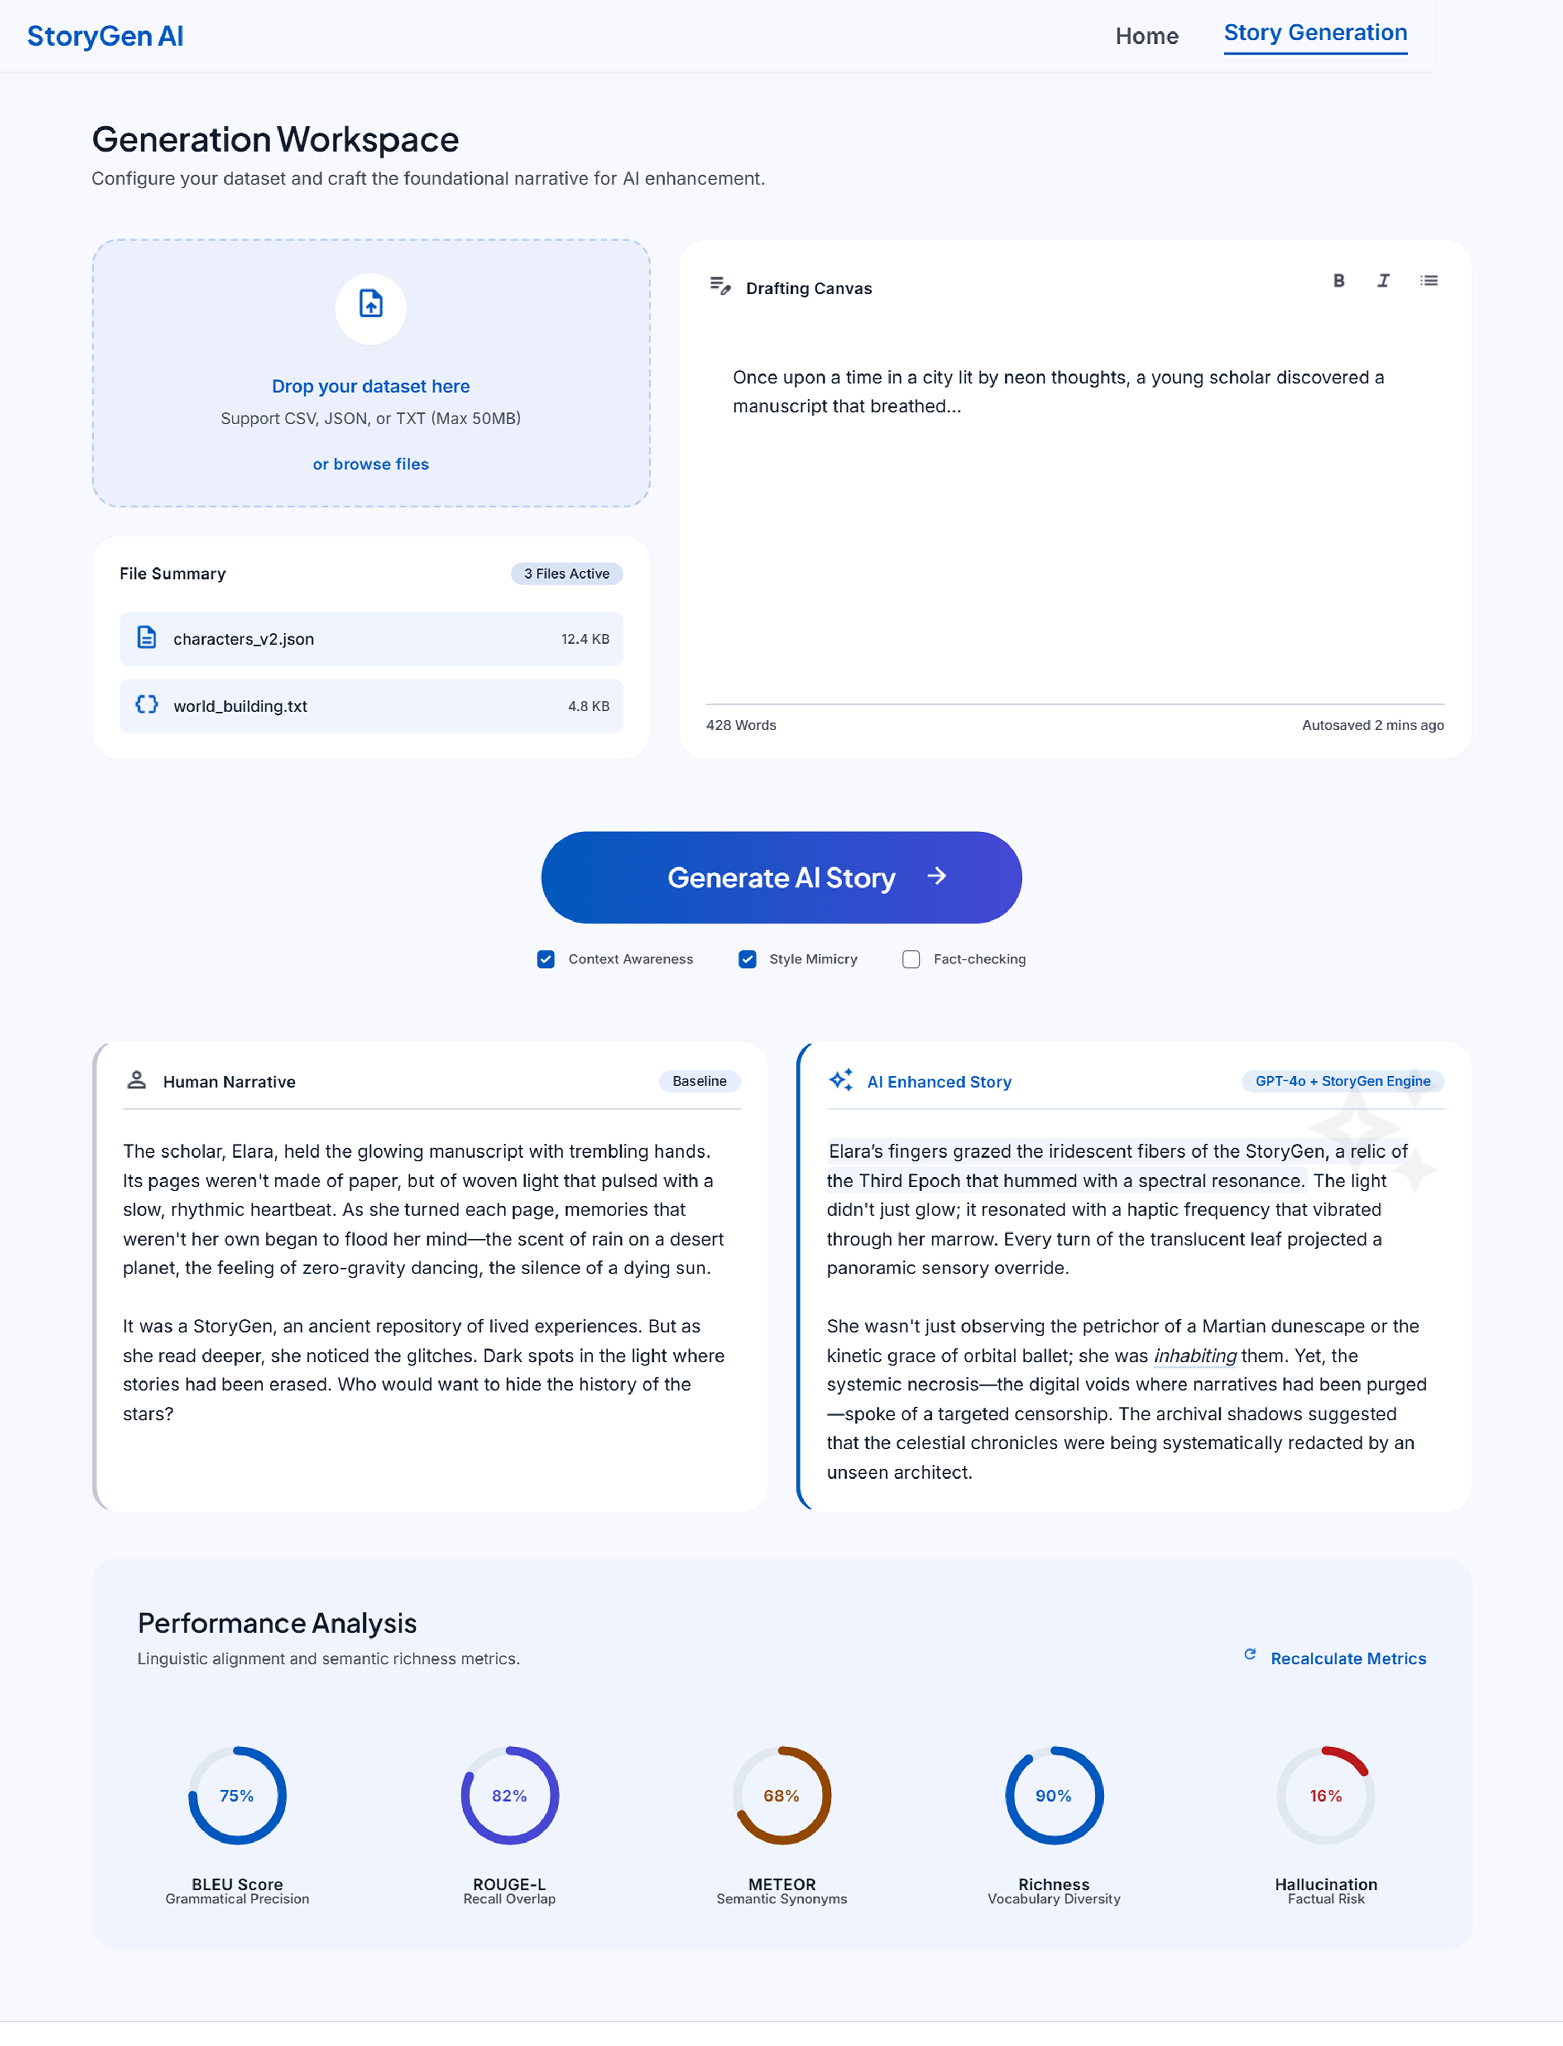 StoryGen AI
Home
Story Generation
Generation Workspace
Configure your dataset and craft the foundational narrative for AI enhancement.
Drop your dataset here
Support CSV, JSON, or TXT (Max 50MB)
or browse files
File Summary
3 Files Active
characters_v2.json
12.4 KB
world_building.txt
4.8 KB
Drafting Canvas
B
I
Once upon a time in a city lit by neon thoughts, a young scholar discovered a
manuscript that breathed...
428 Words
Autosaved 2 mins ago
Generate AI Story
Context Awareness
Style Mimicry
Fact-checking
Human Narrative
Baseline
The scholar, Elara, held the glowing manuscript with trembling hands.
Its pages weren't made of paper, but of woven light that pulsed with a
slow, rhythmic heartbeat. As she turned each page, memories that
weren't her own began to flood her mind—the scent of rain on a desert
planet, the feeling of zero-gravity dancing, the silence of a dying sun.
It was a StoryGen, an ancient repository of lived experiences. But as
she read deeper, she noticed the glitches. Dark spots in the light where
stories had been erased. Who would want to hide the history of the
stars?
AI Enhanced Story
GPT-4o + StoryGen Engine
Elara's fingers grazed the iridescent fibers of the StoryGen, a relic of
the Third Epoch that hummed with a spectral resonance. The light
didn't just glow; it resonated with a haptic frequency that vibrated
through her marrow. Every turn of the translucent leaf projected a
panoramic sensory override.
She wasn't just observing the petrichor of a Martian dunescape or the
kinetic grace of orbital ballet; she was inhabiting them. Yet, the
systemic necrosis—the digital voids where narratives had been purged
—spoke of a targeted censorship. The archival shadows suggested
that the celestial chronicles were being systematically redacted by an
unseen architect.
Performance Analysis
Linguistic alignment and semantic richness metrics.
Recalculate Metrics
75%
BLEU Score
Grammatical Precision
82%
ROUGE-L
Recall Overlap
68%
METEOR
Semantic Synonyms
90%
Richness
Vocabulary Diversity
16%
Hallucination
Factual Risk